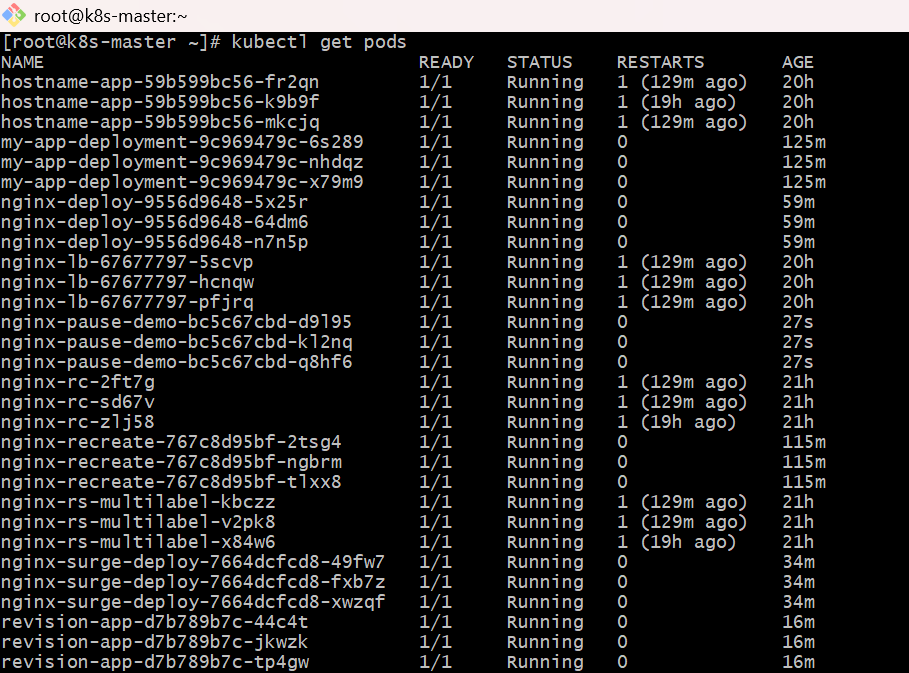 root@k8s-master:~
[root@k8s-master ~]# kubectl get pods
NAME READY STATUS RESTARTS AGE
hostname-app-59b599bc56-fr2qn 1/1 Running 1 (129m ago) 20h
hostname-app-59b599bc56-k9b9f 1/1 Running 1 (19h ago) 20h
hostname-app-59b599bc56-mkcjq 1/1 Running 1 (129m ago) 20h
my-app-deployment-9c969479c-6s289 1/1 Running 0 125m
my-app-deployment-9c969479c-nhdqz 1/1 Running 0 125m
my-app-deployment-9c969479c-x79m9 1/1 Running 0 125m
nginx-deploy-9556d9648-5x25r 1/1 Running 0 59m
nginx-deploy-9556d9648-64dm6 1/1 Running 0 59m
nginx-deploy-9556d9648-n7n5p 1/1 Running 0 59m
nginx-lb-67677797-5scvp 1/1 Running 1 (129m ago) 20h
nginx-lb-67677797-hcnqw 1/1 Running 1 (129m ago) 20h
nginx-lb-67677797-pfjrq 1/1 Running 1 (129m ago) 20h
nginx-pause-demo-bc5c67cbd-d9l95 1/1 Running 0 27s
nginx-pause-demo-bc5c67cbd-kl2nq 1/1 Running 0 27s
nginx-pause-demo-bc5c67cbd-q8hf6 1/1 Running 0 27s
nginx-rc-2ft7g 1/1 Running 1 (129m ago) 21h
nginx-rc-sd67v 1/1 Running 1 (129m ago) 21h
nginx-rc-zlj58 1/1 Running 1 (19h ago) 21h
nginx-recreate-767c8d95bf-2tsg4 1/1 Running 0 115m
nginx-recreate-767c8d95bf-ngbrm 1/1 Running 0 115m
nginx-recreate-767c8d95bf-tlxx8 1/1 Running 0 115m
nginx-rs-multilabel-kbczz 1/1 Running 1 (129m ago) 21h
nginx-rs-multilabel-v2pk8 1/1 Running 1 (129m ago) 21h
nginx-rs-multilabel-x84w6 1/1 Running 1 (19h ago) 21h
nginx-surge-deploy-7664dcfcd8-49fw7 1/1 Running 0 34m
nginx-surge-deploy-7664dcfcd8-fxb7z 1/1 Running 0 34m
nginx-surge-deploy-7664dcfcd8-xwzqf 1/1 Running 0 34m
revision-app-d7b789b7c-44c4t 1/1 Running 0 16m
revision-app-d7b789b7c-jkwzk 1/1 Running 0 16m
revision-app-d7b789b7c-tp4gw 1/1 Running 0 16m